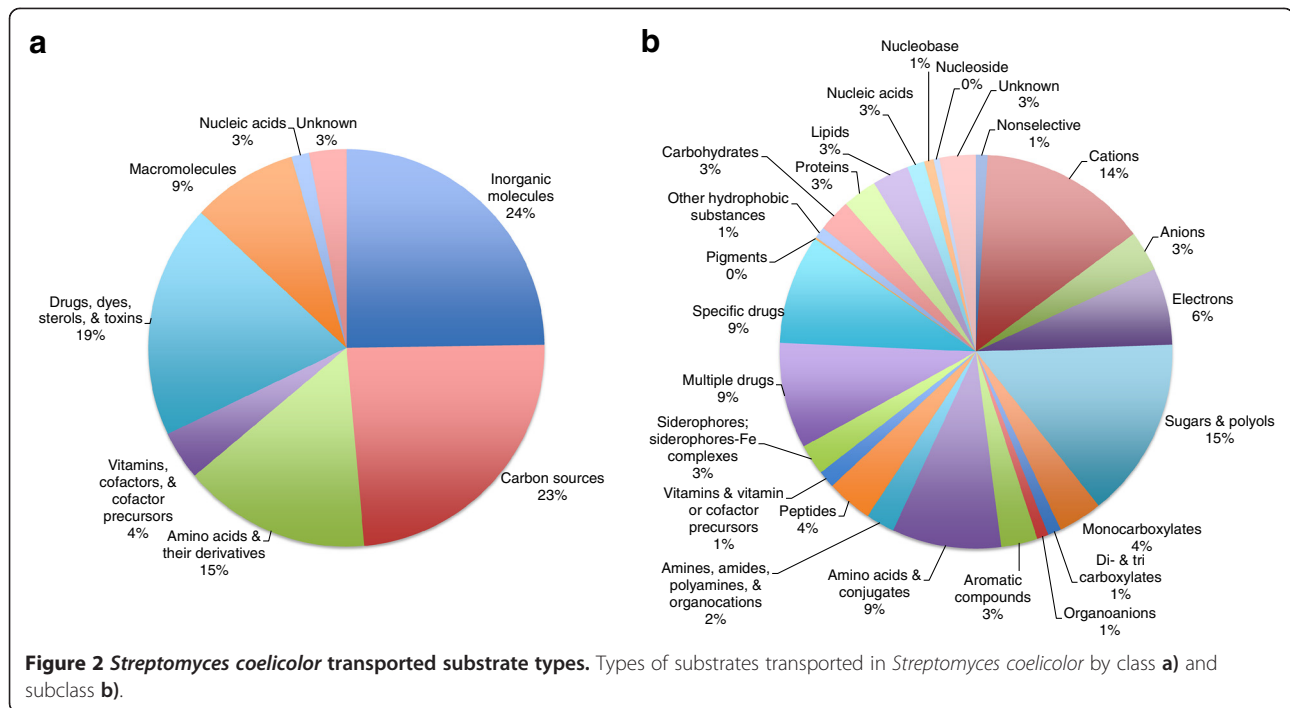 a
Nucleic acids
3%
Unknown
3%
Inorganic
molecules
24%
Carbon sources
23%
Amino acids &
their derivatives
15%
Vitamins,
cofactors, &
cofactor
precursors
4%
Drugs, dyes,
sterols, & toxins
19%
Macromolecules
9%
b
Nucleobase
1%
Nucleoside
0%
Unknown
3%
Nonselective
1%
Cations
14%
Anions
3%
Electrons
6%
Sugars & polyols
15%
Monocarboxylates
4%
Di- & tri
carboxylates
1%
Organoanions
1%
Aromatic
compounds
3%
Amino acids &
conjugates
9%
Amines, amides,
polyamines, &
organocations
2%
Peptides
4%
Vitamins & vitamin
or cofactor
precursors
1%
Siderophores;
siderophores-Fe
complexes
3%
Multiple drugs
9%
Specific drugs
9%
Pigments
0%
Other hydrophobic
substances
1%
Carbohydrates
3%
Proteins
3%
Lipids
3%
Nucleic acids
3%
Figure 2 Streptomyces coelicolor transported substrate types. Types of substrates transported in Streptomyces coelicolor by class a) and
subclass b).